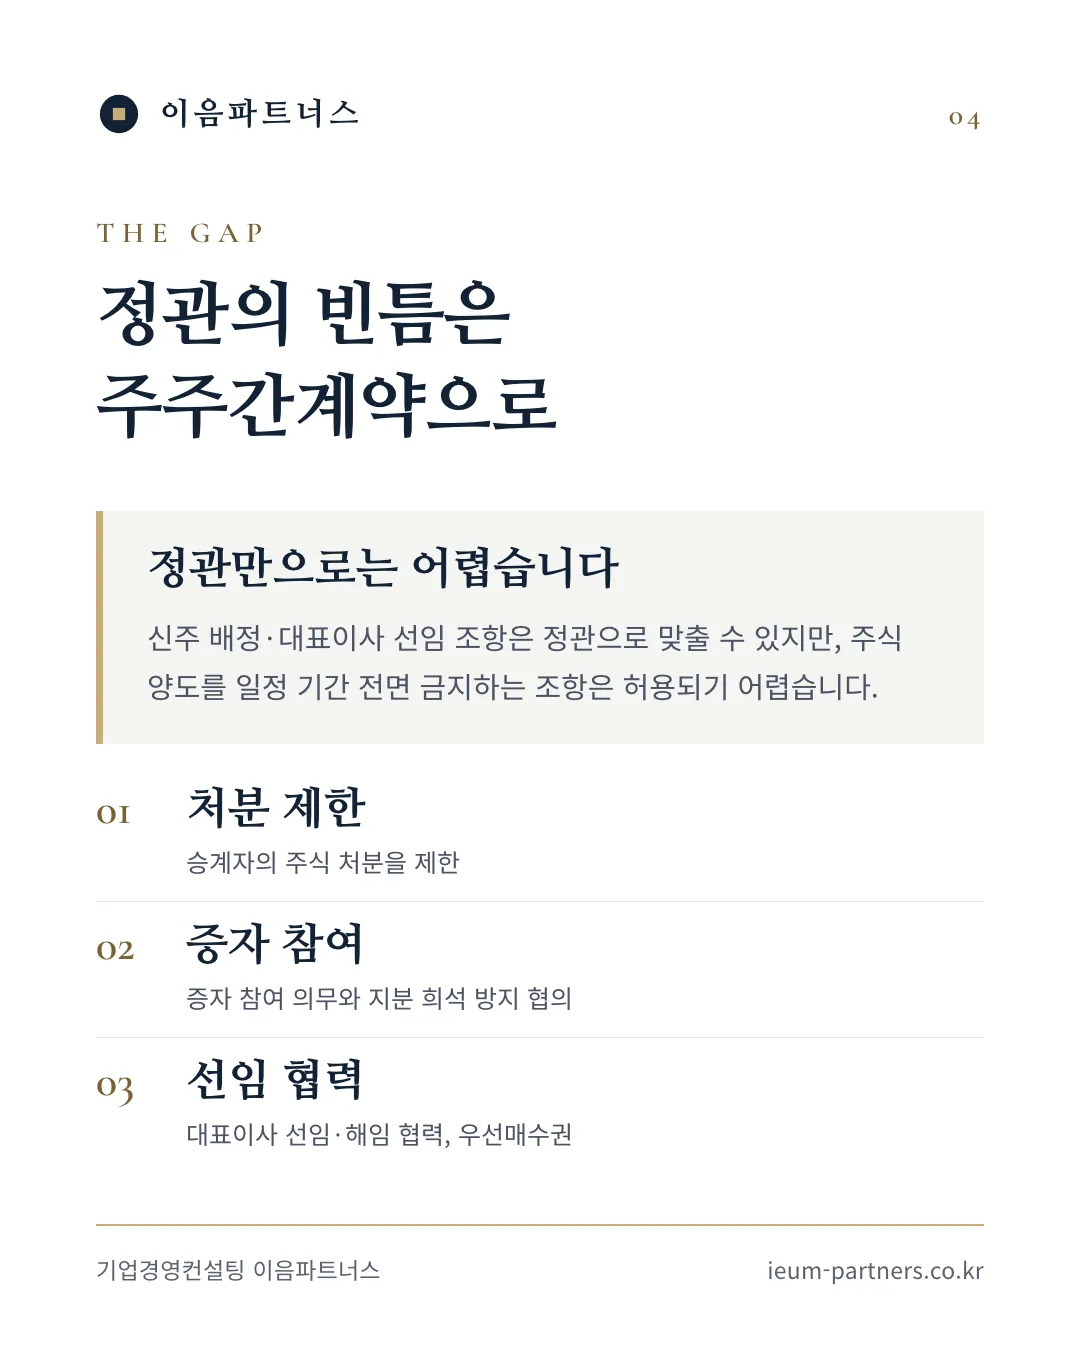 이음파트너스
04
THE GAP
정관의 빈틈은
주주간계약으로
정관만으로는 어렵습니다
신주 배정·대표이사 선임 조항은 정관으로 맞출 수 있지만, 주식
양도를 일정 기간 전면 금지하는 조항은 허용되기 어렵습니다.
01 처분 제한
승계자의 주식 처분을 제한
02 증자 참여
증자 참여 의무와 지분 희석 방지 협의
03 선임 협력
대표이사 선임·해임 협력, 우선매수권
기업경영컨설팅 이음파트너스
ieum-partners.co.kr